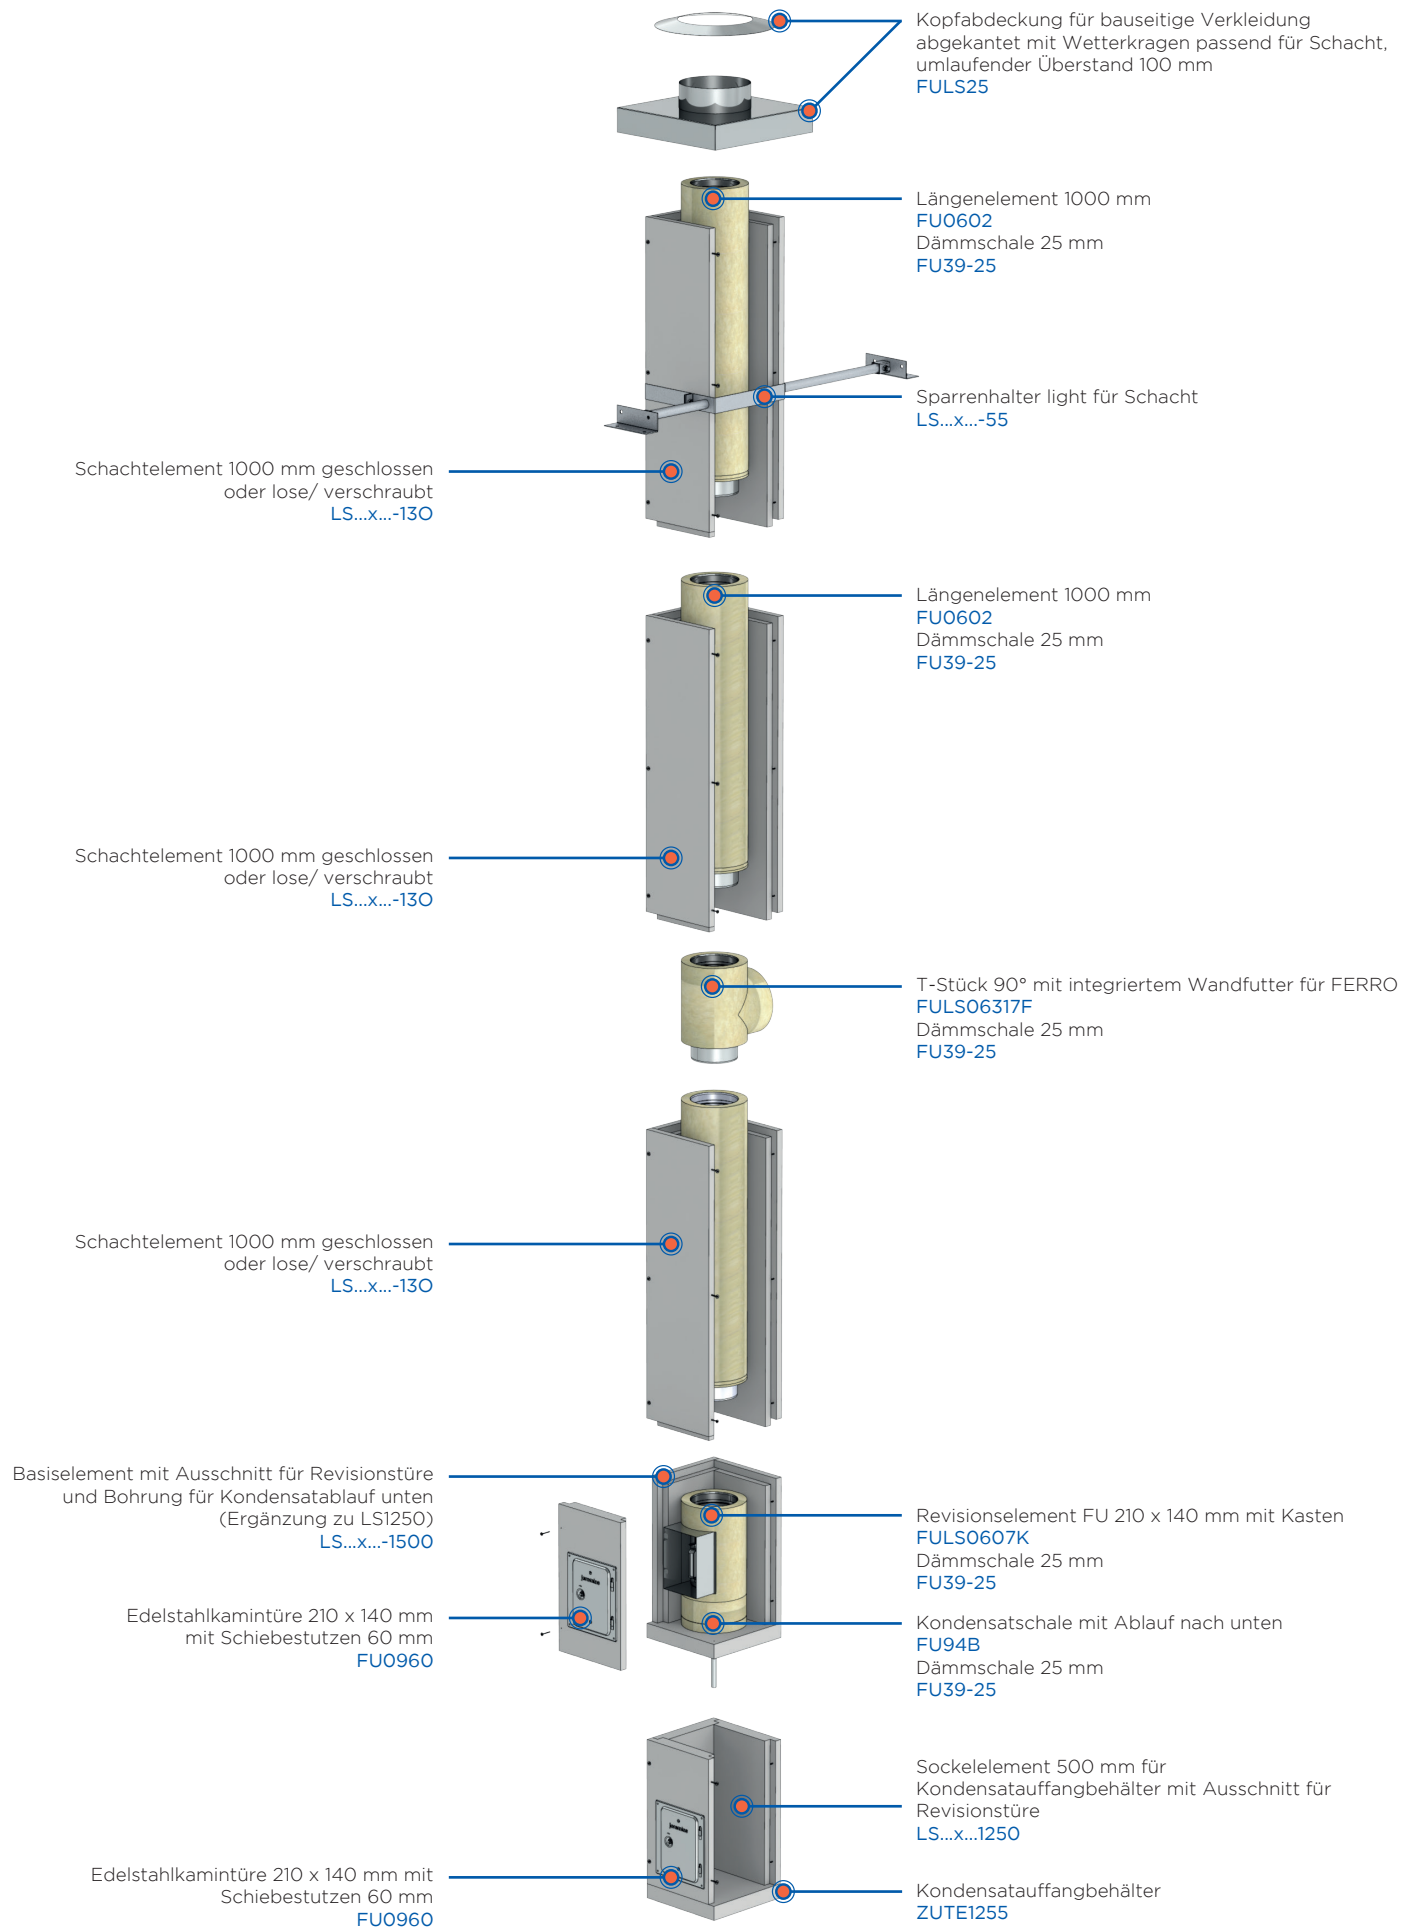 Kopfabdeckung für bauseitige Verkleidung
abgekantet mit Wetterkragen passend für Schacht,
umlaufender Überstand 100 mm
FULS25
Längenelement 1000 mm
FU0602
Dämmschale 25 mm
FU39-25
Sparrenhalter light für Schacht
LS...x...-55
Schachtelement 1000 mm geschlossen
oder lose/ verschraubt
LS...x...-13O
Längenelement 1000 mm
FU0602
Dämmschale 25 mm
FU39-25
Schachtelement 1000 mm geschlossen
oder lose/ verschraubt
LS...x...-13O
T-Stück 90° mit integriertem Wandfutter für FERRO
FULS06317F
Dämmschale 25 mm
FU39-25
Schachtelement 1000 mm geschlossen
oder lose/ verschraubt
LS...x...-13O
Basiselement mit Ausschnitt für Revisionstüre
und Bohrung für Kondensatablauf unten
(Ergänzung zu LS1250)
LS...x...-1500
Revisionselement FU 210 x 140 mm mit Kasten
FULS0607K
Dämmschale 25 mm
FU39-25
Edelstahlkamintüre 210 x 140 mm
mit Schiebestutzen 60 mm
FU0960
Kondensatschale mit Ablauf nach unten
FU94B
Dämmschale 25 mm
FU39-25
Sockelelement 500 mm für
Kondensatauffangbehälter mit Ausschnitt für
Revisionstüre
LS...x...1250
Edelstahlkamintüre 210 x 140 mm mit
Schiebestutzen 60 mm
FU0960
Kondensatauffangbehälter
ZUTE1255